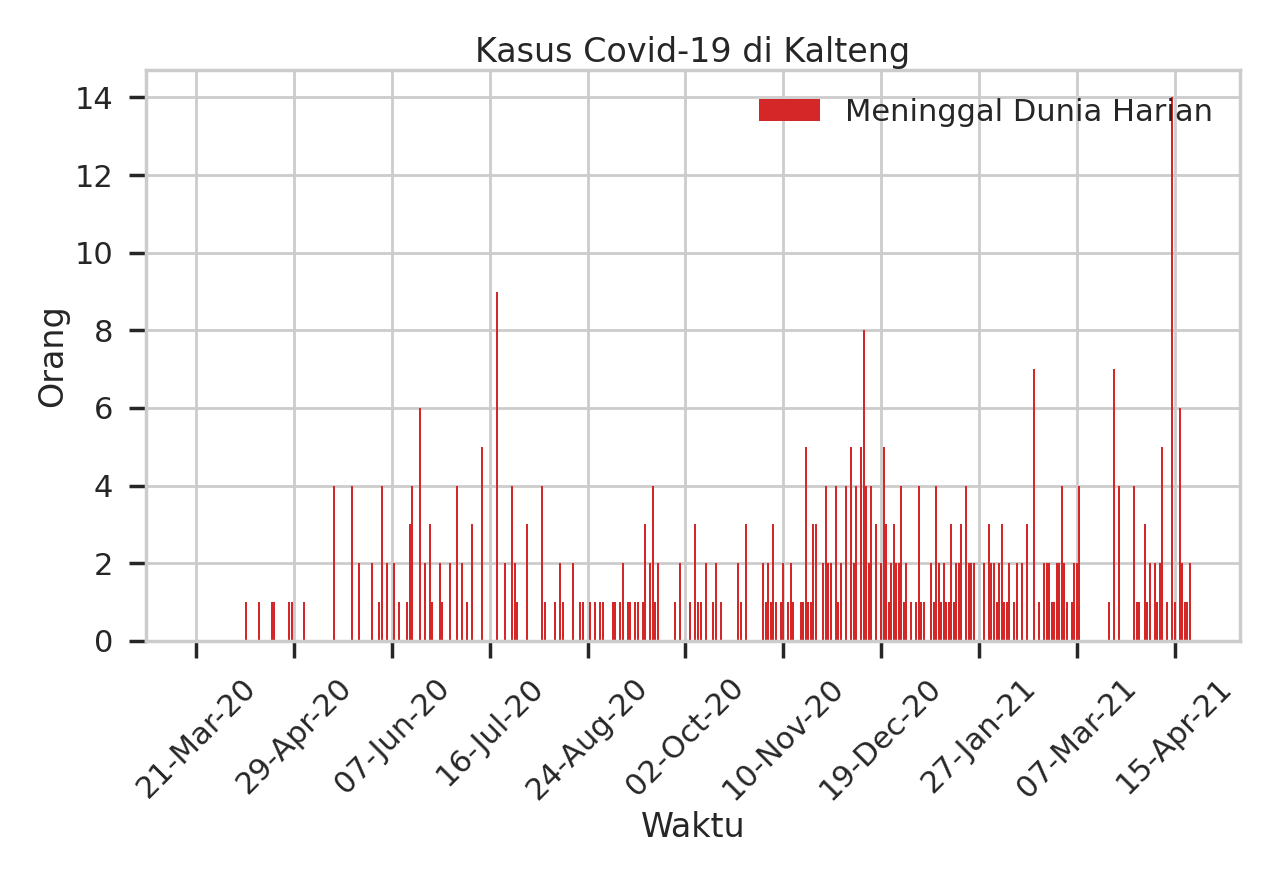 Kasus Covid-19 di Kalteng
Meninggal Dunia Harian
14
12
10
8
6
4
2
0
Orang
21-Mar-20
29-Apr-20
07-Jun-20
16-Jul-20
24-Aug-20
02-Oct-20
10-Nov-20
19-Dec-20
27-Jan-21
07-Mar-21
15-Apr-21
Waktu